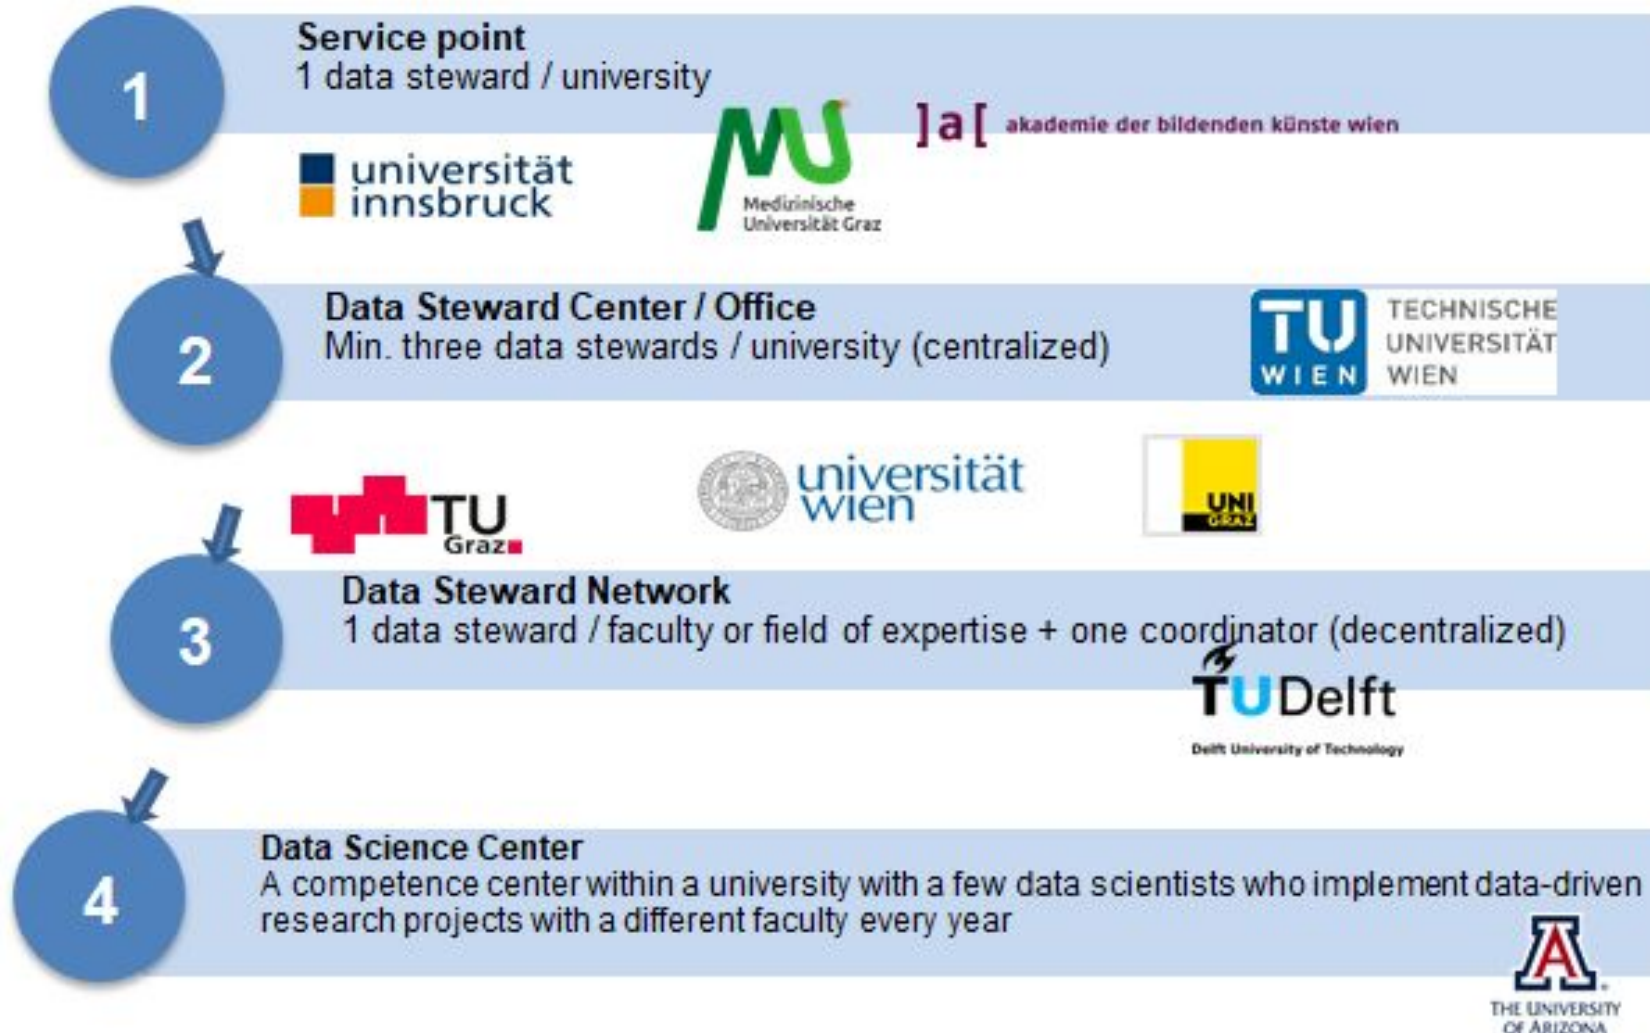 1
Service point
1 data steward / university
]a[ akademie der bildenden künste wien
universität
innsbruck
Medizinische
Universität Graz
2
Data Steward Center / Office
Min. three data stewards / university (centralized)
TU
WIEN
TECHNISCHE
UNIVERSITÄT
WIEN
TU
Graz
universität
wien
UNI
GRAZ
3
Data Steward Network
1 data steward / faculty or field of expertise + one coordinator (decentralized)
TUDelft
Delft University of Technology
4
Data Science Center
A competence center within a university with a few data scientists who implement data-driven
research projects with a different faculty every year
A
THE UNIVERSITY
OF ARIZONA